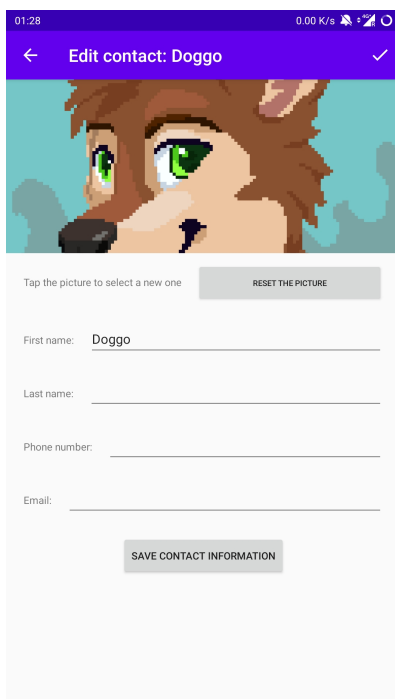 01:28 0.00 K/s 4G
Edit contact: Doggo
Tap the picture to select a new one RESET THE PICTURE
First name: Doggo
Last name:
Phone number:
Email:
SAVE CONTACT INFORMATION